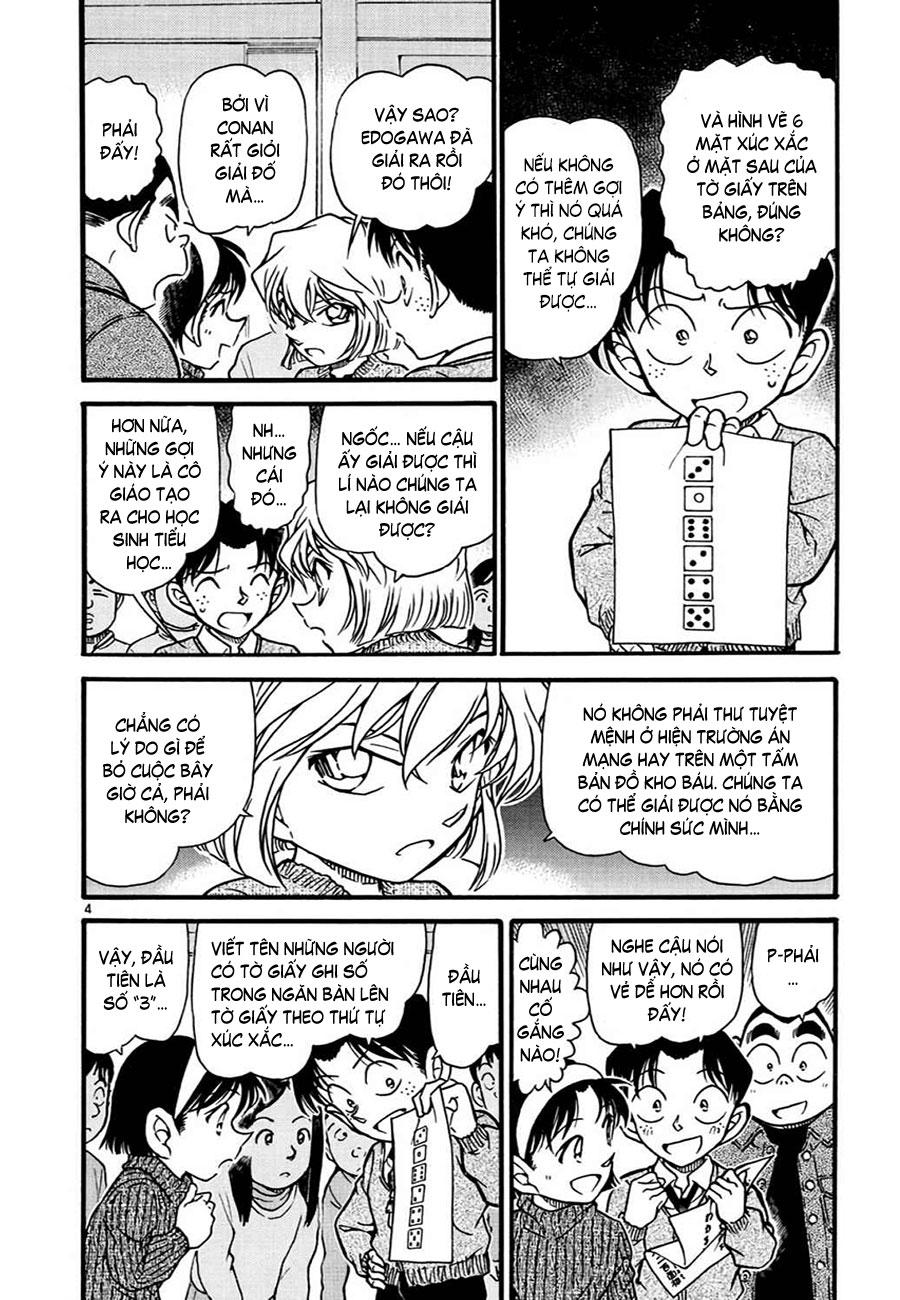 VÀ HÌNH VẼ 6
MẶT XÚC XẮC
Ở MẶT SAU CỦA
TỜ GIẤY TRÊN
BẢNG, ĐÚNG
KHÔNG?
NẾU KHÔNG
CÓ THÊM GỢI
Ý THÌ NÓ QUÁ
KHÓ, CHÚNG
TA KHÔNG
THỂ TỰ GIẢI
ĐƯỢC...
VẬY SAO?
EDOGAWA ĐÃ
GIẢI RA RỒI
ĐÓ THÔI!
BỞI VÌ
CONAN
RẤT GIỎI
GIẢI ĐỐ
MÀ...
PHẢI
ĐẤY!
NGỐC... NẾU CẬU
ẤY GIẢI ĐƯỢC THÌ
LÍ NÀO CHÚNG TA
LẠI KHÔNG GIẢI
ĐƯỢC?
NH...
NHƯNG
CÁI
ĐÓ...
HƠN NỮA,
NHỮNG GỢI
Ý NÀY LÀ CÔ
GIÁO TẠO
RA CHO HỌC
SINH TIỂU
HỌC...
NÓ KHÔNG PHẢI THƯ TUYỆT
MỆNH Ở HIỆN TRƯỜNG ÁN
MẠNG HAY TRÊN MỘT TẤM
BẢN ĐỒ KHO BÁU. CHÚNG TA
CÓ THỂ GIẢI ĐƯỢC NÓ BẰNG
CHÍNH SỨC MÌNH...
CHẲNG CÓ
LÝ DO GÌ ĐỂ
BỎ CUỘC BÂY
GIỜ CẢ, PHẢI
KHÔNG?
4
P-PHẢI
...
NGHE CẬU NÓI
NHƯ VẬY, NÓ CÓ
VẺ DỄ HƠN RỒI
ĐẤY!
CÙNG
NHAU
CỐ
GẮNG
NÀO!
ĐẦU
TIÊN...
VIẾT TÊN NHỮNG NGƯỜI
CÓ TỜ GIẤY GHI SỐ
TRONG NGĂN BÀN LÊN
TỜ GIẤY THEO THỨ TỰ
XÚC XẮC...
VẬY, ĐẦU
TIÊN LÀ
SỐ "3"...